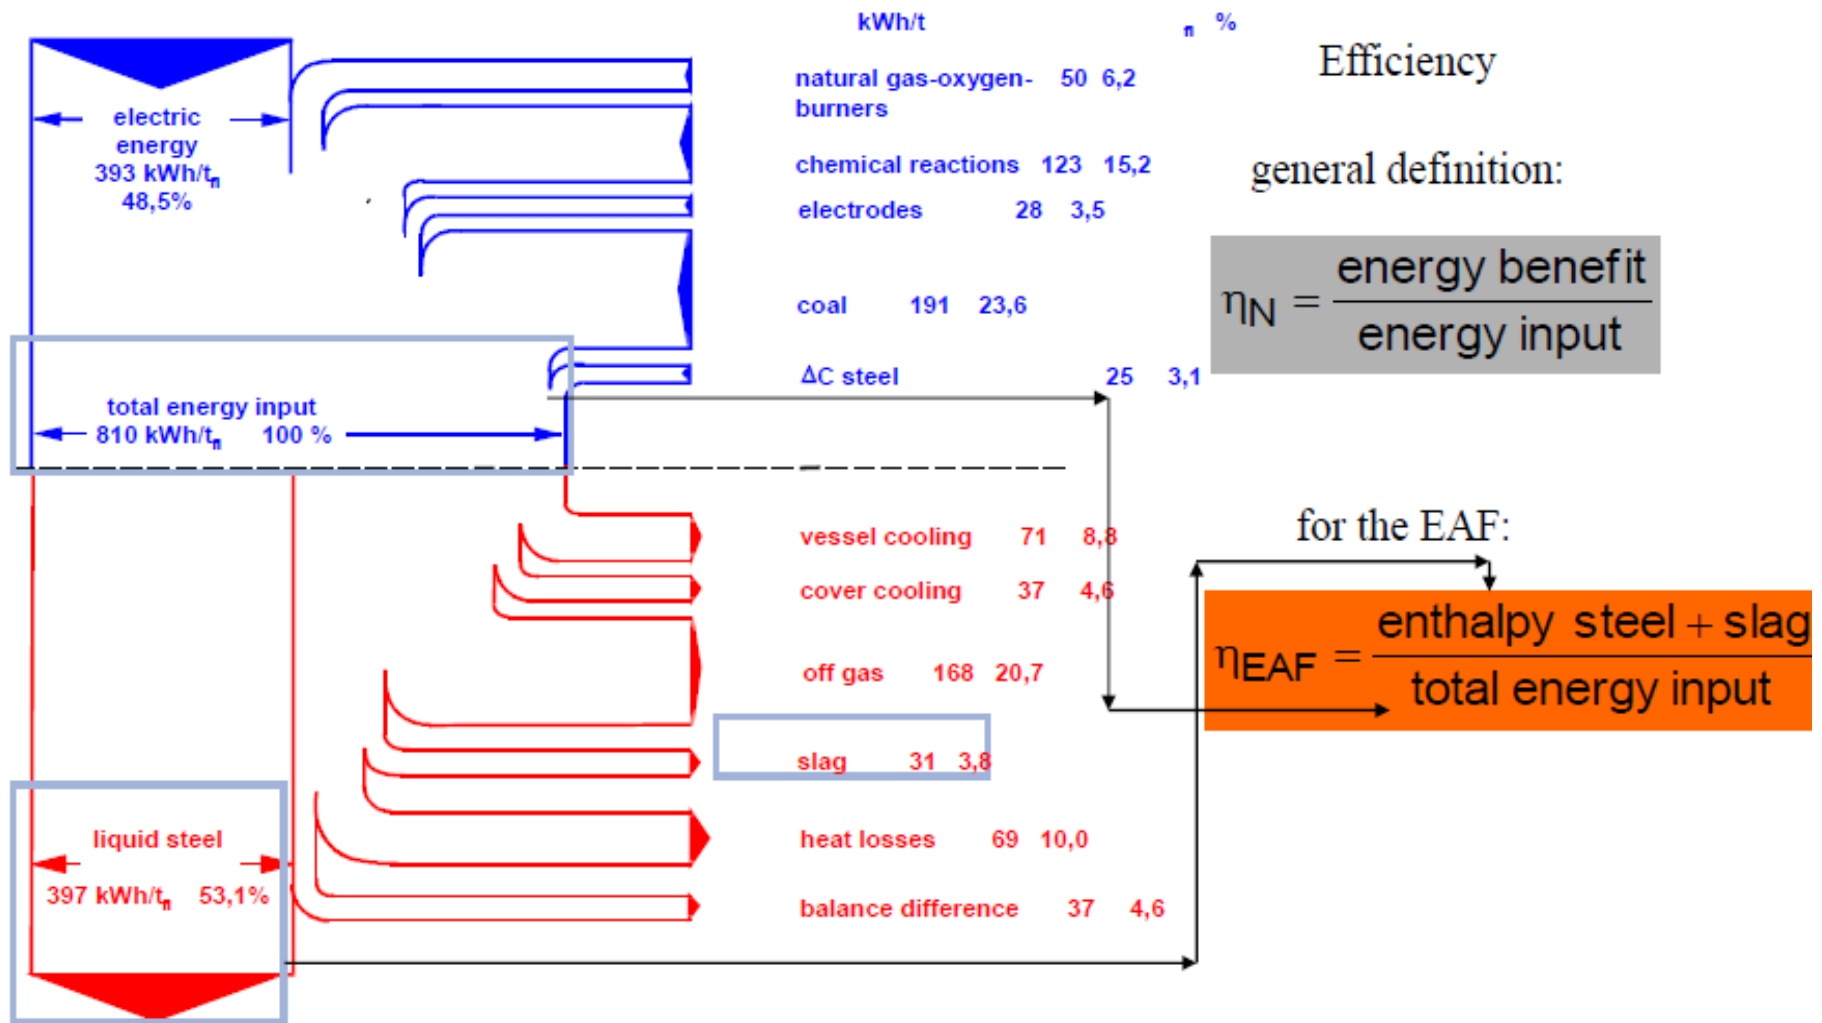 kWh/t fl %
electric
energy
393 kWh/tfl
48,5%
natural gas-oxygen- 50 6,2
burners
chemical reactions 123 15,2
electrodes 28 3,5
coal 191 23,6
ΔC steel 25 3,1
total energy input
810 kWh/tfl 100 %
vessel cooling 71 8,8
cover cooling 37 4,6
off gas 168 20,7
slag 31 3,8
liquid steel
397 kWh/tfl 53,1%
heat losses 69 10,0
balance difference 37 4,6
Efficiency
general definition:
ηN = energy benefit
energy input
for the EAF:
ηEAF = enthalpy steel + slag
total energy input